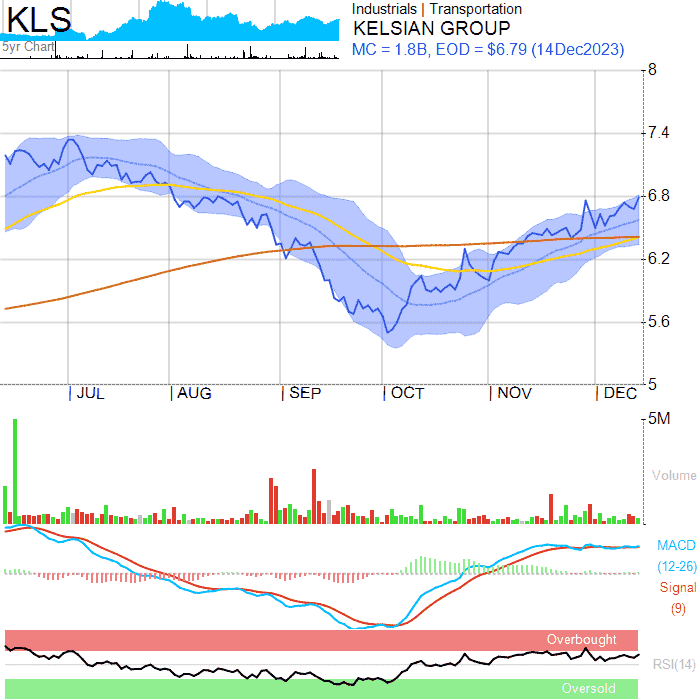 KLS
5yr Chart
Industrials | Transportation
KELSIAN GROUP
MC = 1.8B, EOD = $6.79 (14Dec2023)
8
7.4
6.8
6.2
5.6
5
| JUL | AUG | SEP | OCT | NOV | DEC
5M
Volume
MACD
(12-26)
Signal
(9)
Overbought
RSI(14)
Oversold